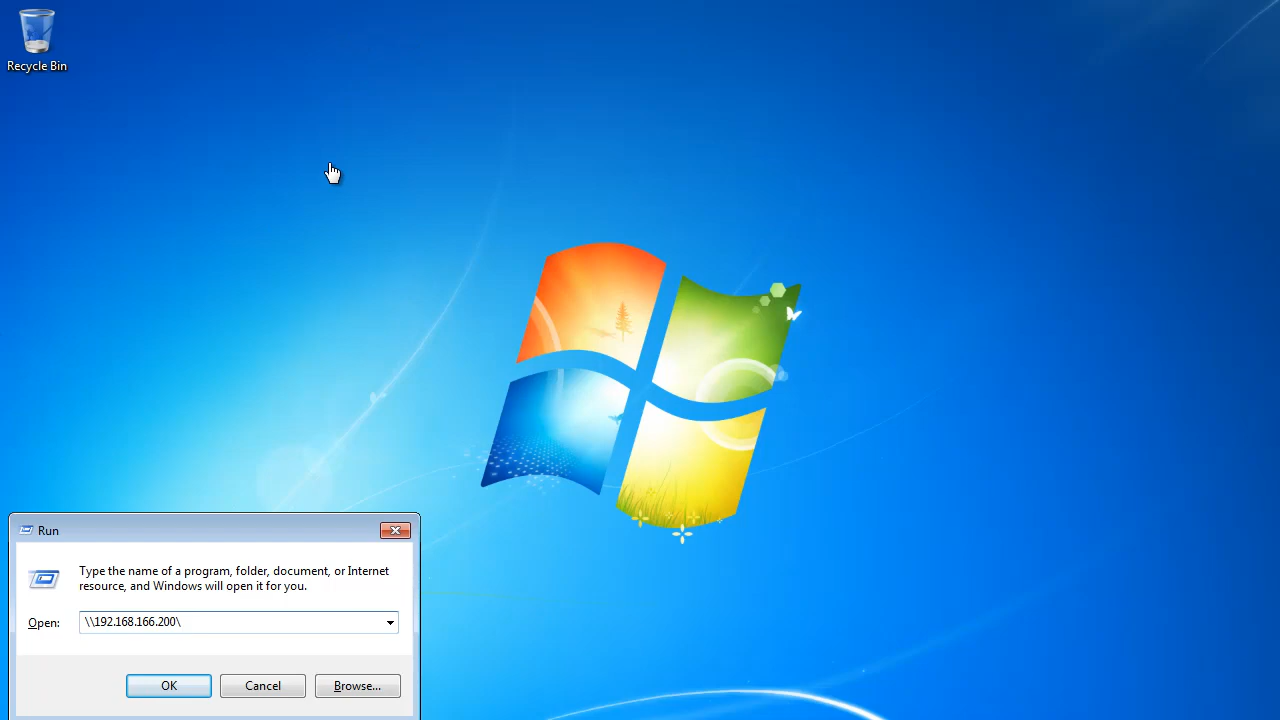 Recycle Bin
Run
Type the name of a program, folder, document, or Internet
resource, and Windows will open it for you.
Open: \\192.168.166.200\
OK Cancel Browse...